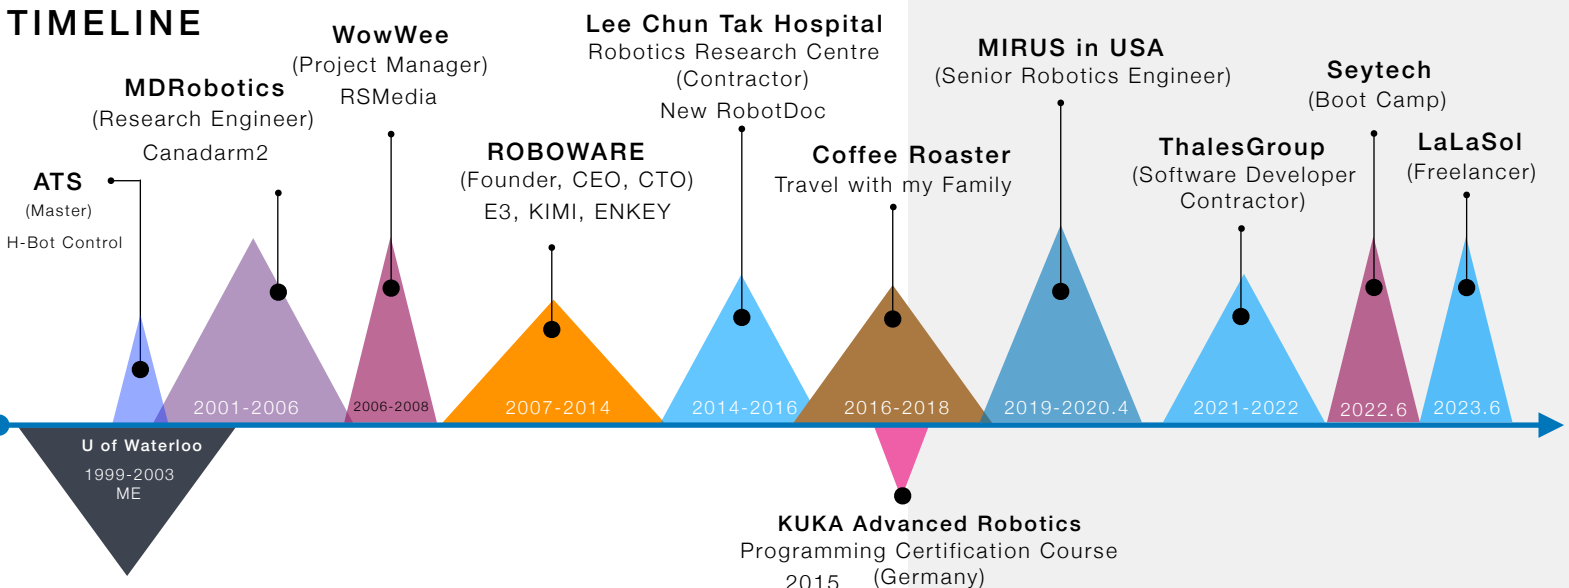 TIMELINE
ATS
(Master)
H-Bot Control
MDRobotics
(Research Engineer)
Canadarm2
WowWee
(Project Manager)
RSMedia
ROBOWARE
(Founder, CEO, CTO)
E3, KIMI, ENKEY
Lee Chun Tak Hospital
Robotics Research Centre
(Contractor)
New RobotDoc
Coffee Roaster
Travel with my Family
MIRUS in USA
(Senior Robotics Engineer)
ThalesGroup
(Software Developer
Contractor)
Seytech
(Boot Camp)
LaLaSol
(Freelancer)
2001-2006
2006-2008
2007-2014
2014-2016
2016-2018
2019-2020.4
2021-2022
2022.6
2023.6
U of Waterloo
1999-2003
ME
KUKA Advanced Robotics
Programming Certification Course
2015 (Germany)